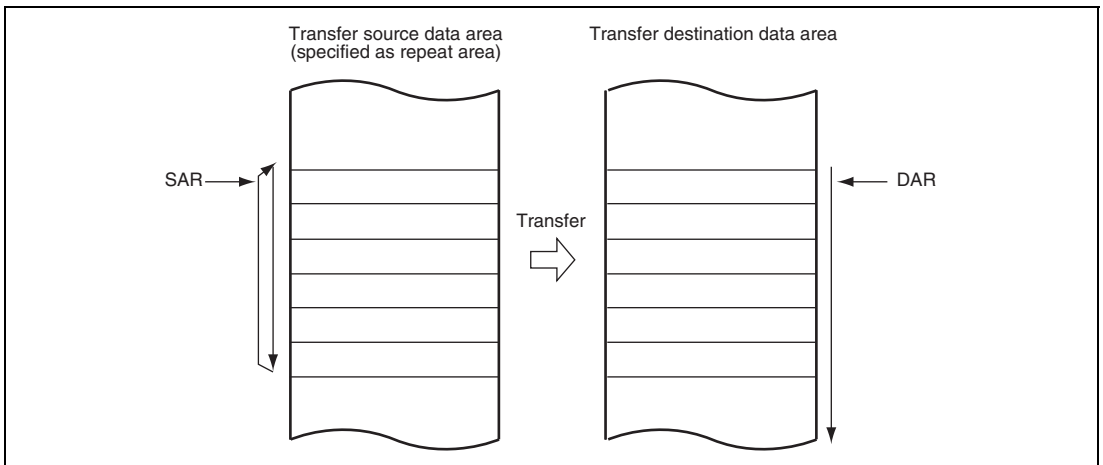 Transfer source data area
(specified as repeat area)
Transfer destination data area
SAR
DAR
Transfer